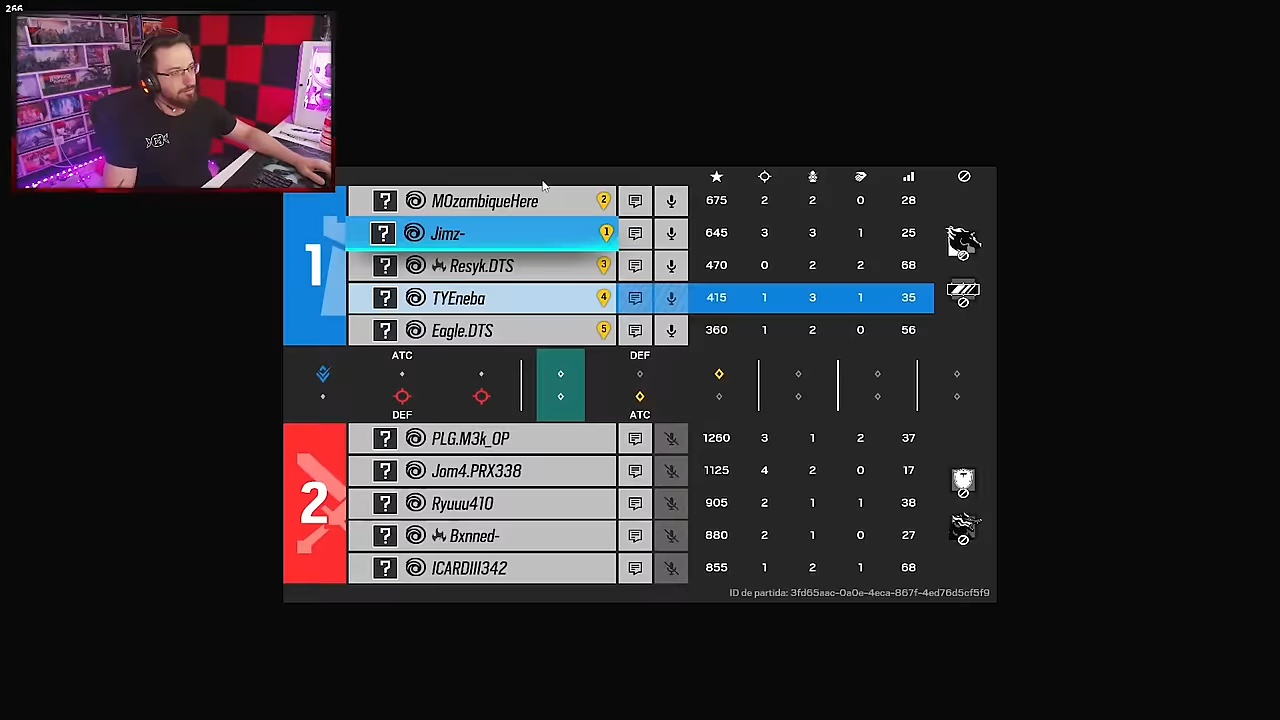 266
1
MOzambiqueHere 2 675 2 2 0 28
Jimz- 1 645 3 3 1 25
Resyk.DTS 3 470 0 2 2 68
TYEneba 4 415 1 3 1 35
Eagle.DTS 5 360 1 2 0 56
ATC DEF
DEF ATC
2
PLG.M3k_OP 1260 3 1 2 37
Jom4.PRX338 1125 4 2 0 17
Ryuuu410 905 2 1 1 38
Bxnned- 880 2 1 0 27
ICARDIII342 855 1 2 1 68
ID de partida: 3fd65aac-0a0e-4eca-867f-4ed76d5cf5f9